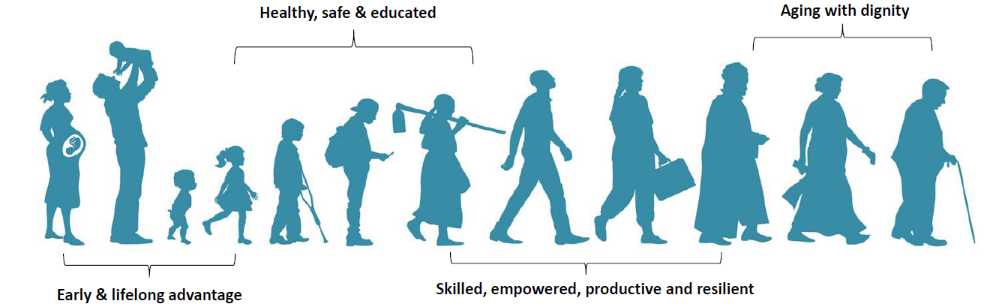 Healthy, safe & educated
Aging with dignity
Early & lifelong advantage
Skilled, empowered, productive and resilient